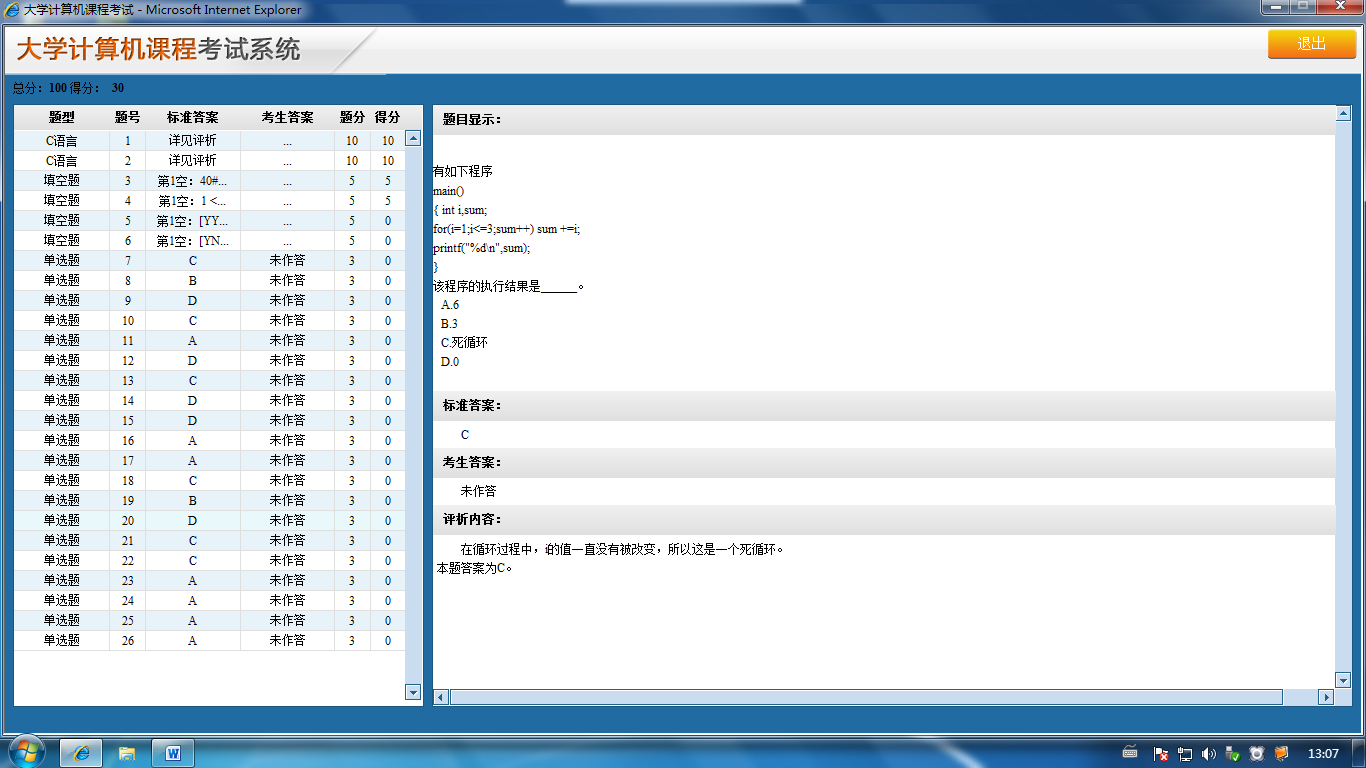 大学计算机课程考试 - Microsoft Internet Explorer
大学计算机课程考试系统
退出
总分：100 得分： 30
题型 题号 标准答案 考生答案 题分 得分
C语言 1 详见评析 ... 10 10
C语言 2 详见评析 ... 10 10
填空题 3 第1空：40#... ... 5 5
填空题 4 第1空：1 <... ... 5 5
填空题 5 第1空：[YY... ... 5 0
填空题 6 第1空：[YN... ... 5 0
单选题 7 C 未作答 3 0
单选题 8 B 未作答 3 0
单选题 9 D 未作答 3 0
单选题 10 C 未作答 3 0
单选题 11 A 未作答 3 0
单选题 12 D 未作答 3 0
单选题 13 C 未作答 3 0
单选题 14 D 未作答 3 0
单选题 15 D 未作答 3 0
单选题 16 A 未作答 3 0
单选题 17 A 未作答 3 0
单选题 18 C 未作答 3 0
单选题 19 B 未作答 3 0
单选题 20 D 未作答 3 0
单选题 21 C 未作答 3 0
单选题 22 C 未作答 3 0
单选题 23 A 未作答 3 0
单选题 24 A 未作答 3 0
单选题 25 A 未作答 3 0
单选题 26 A 未作答 3 0
题目显示：
有如下程序
main()
{ int i,sum;
for(i=1;i<=3;sum++) sum +=i;
printf("%d\n",sum);
}
该程序的执行结果是______。
A.6
B.3
C.死循环
D.0
标准答案：
C
考生答案：
未作答
评析内容：
在循环过程中，i的值一直没有被改变，所以这是一个死循环。
本题答案为C。
13:07